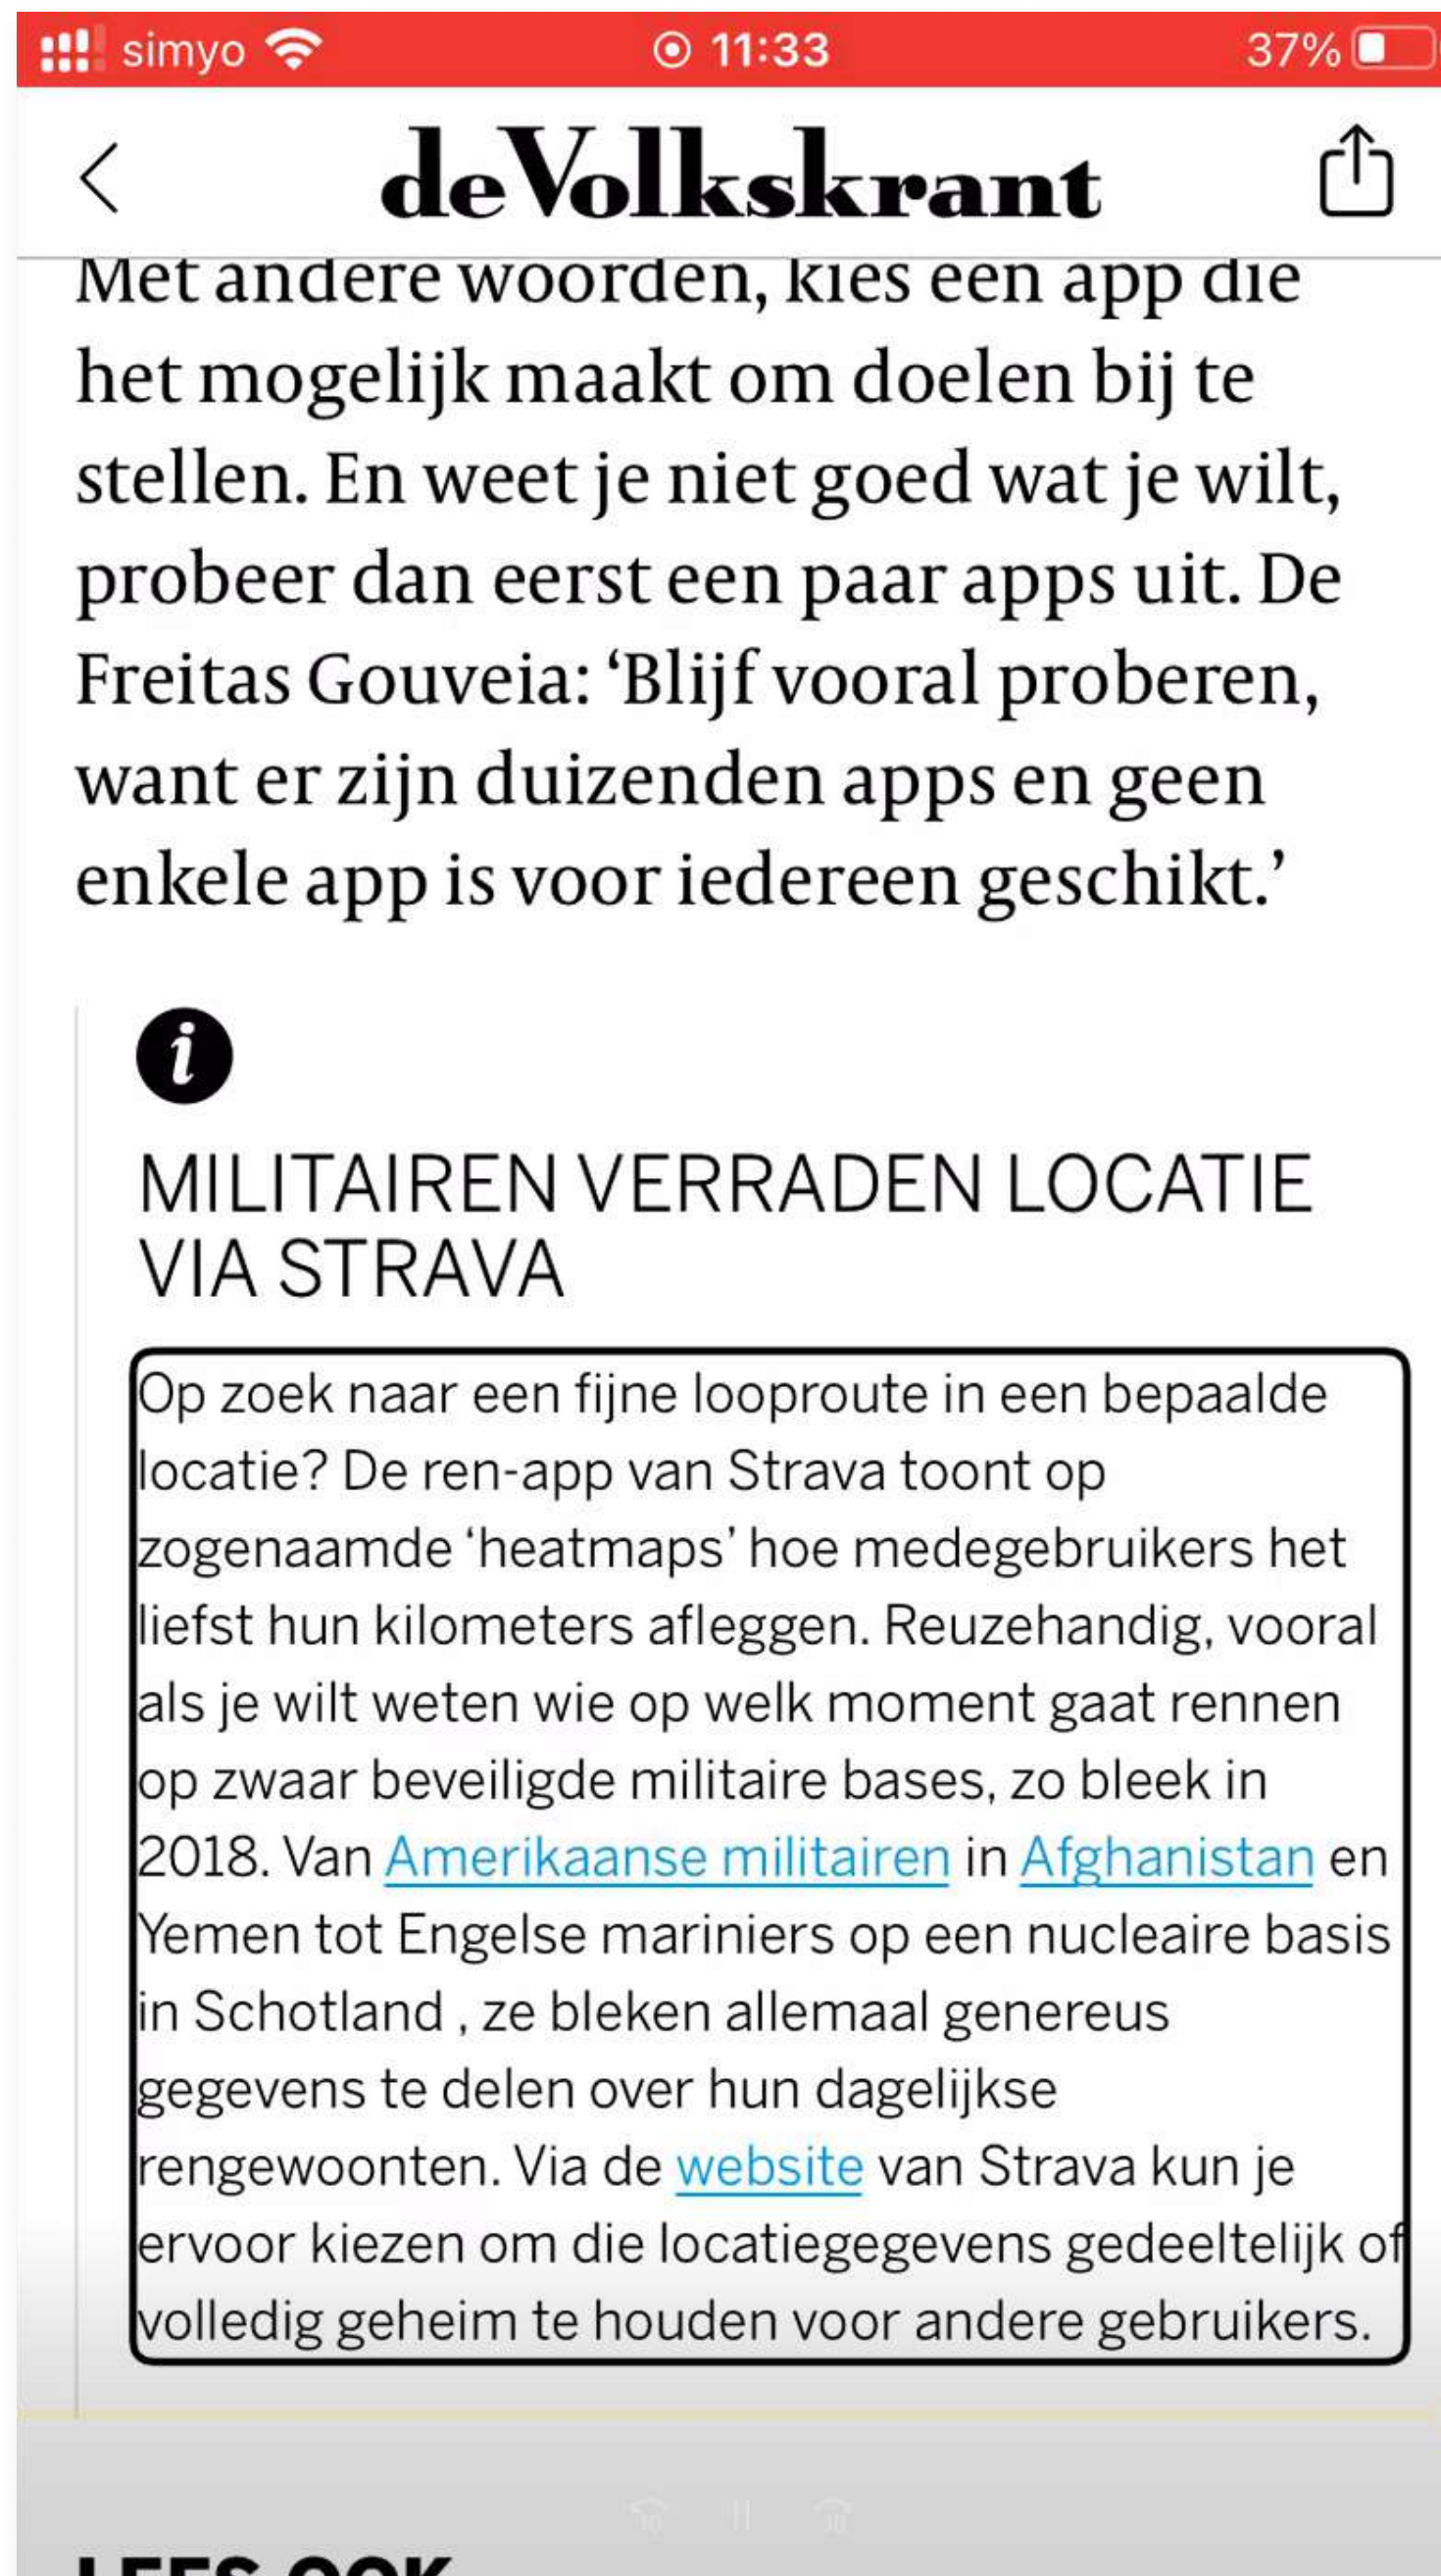 simyo 11:33 37%
de Volkskrant
Met andere woorden, kies een app die
het mogelijk maakt om doelen bij te
stellen. En weet je niet goed wat je wilt,
probeer dan eerst een paar apps uit. De
Freitas Gouveia: ‘Blijf vooral proberen,
want er zijn duizenden apps en geen
enkele app is voor iedereen geschikt.’
i
MILITAIREN VERRADEN LOCATIE
VIA STRAVA
Op zoek naar een fijne looproute in een bepaalde
locatie? De ren-app van Strava toont op
zogenaamde ‘heatmaps’ hoe medegebruikers het
liefst hun kilometers afleggen. Reuzehandig, vooral
als je wilt weten wie op welk moment gaat rennen
op zwaar beveiligde militaire bases, zo bleek in
2018. Van Amerikaanse militairen in Afghanistan en
Yemen tot Engelse mariniers op een nucleaire basis
in Schotland , ze bleken allemaal genereus
gegevens te delen over hun dagelijkse
rengewoonten. Via de website van Strava kun je
ervoor kiezen om die locatiegegevens gedeeltelijk of
volledig geheim te houden voor andere gebruikers.
10 10
LEES OOK